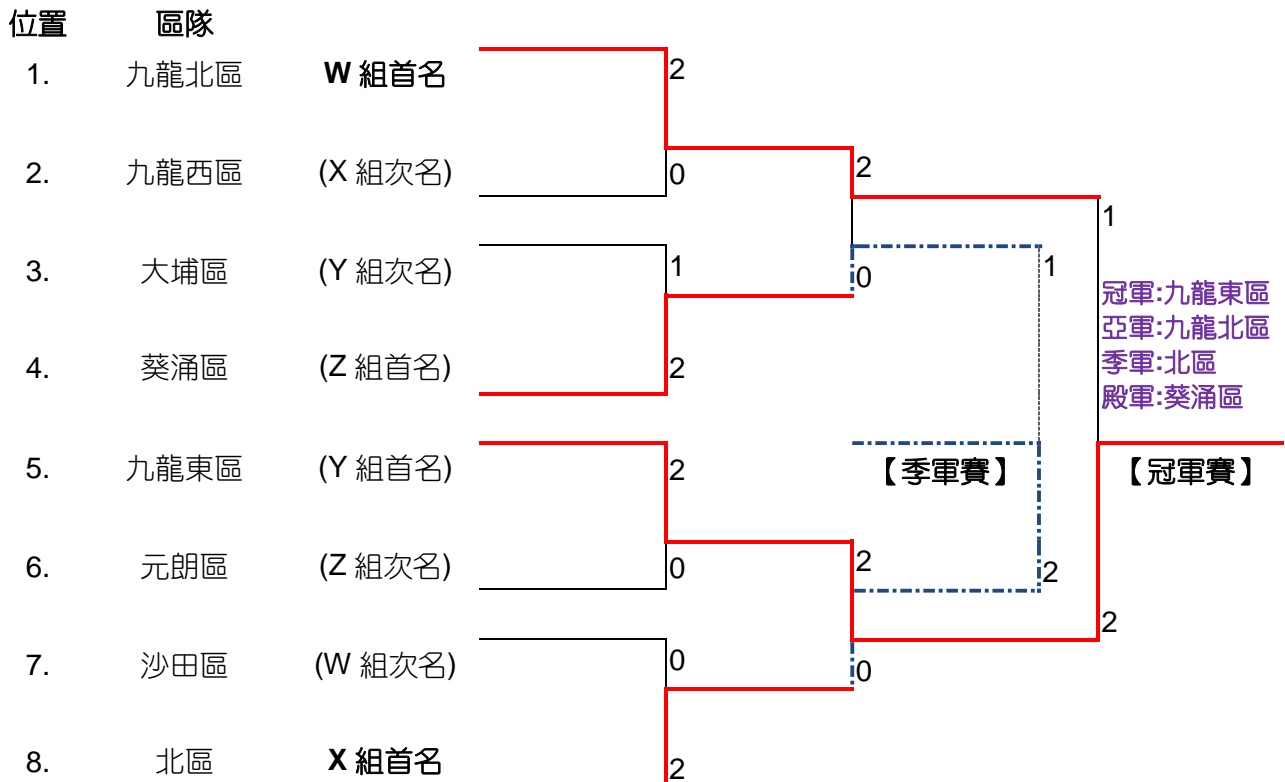 位置 區隊
1. 九龍北區 W 組首名 2
2. 九龍西區 (X 組次名) 0 2
1
3. 大埔區 (Y 組次名) 1 0 1
冠軍:九龍東區
亞軍:九龍北區
季軍:北區
殿軍:葵涌區
4. 葵涌區 (Z 組首名) 2
5. 九龍東區 (Y 組首名) 2 【季軍賽】 【冠軍賽】
6. 元朗區 (Z 組次名) 0 2 2
2
7. 沙田區 (W 組次名) 0 0
8. 北區 X 組首名 2